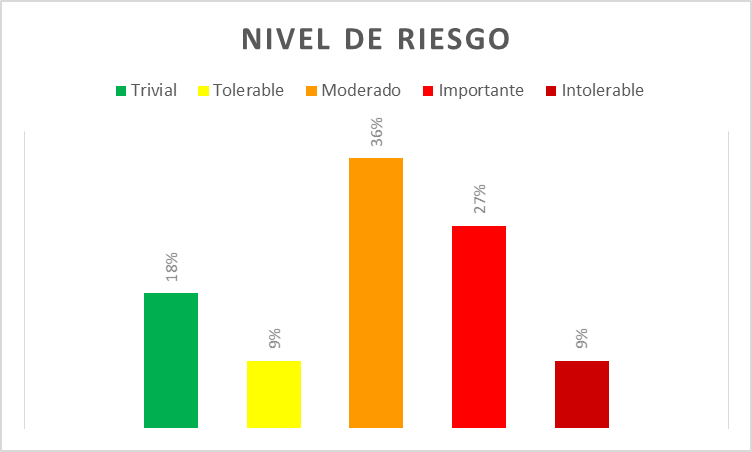 NIVEL DE RIESGO
Trivial Tolerable Moderado Importante Intolerable
18%
9%
36%
27%
9%